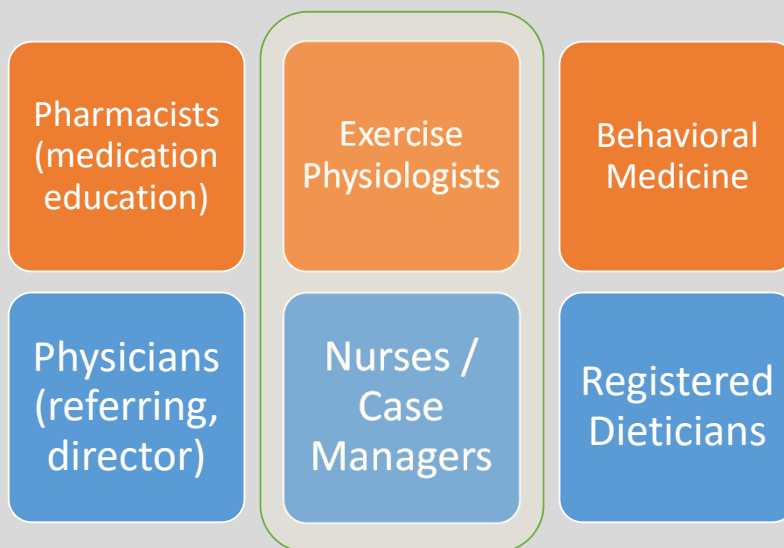 Pharmacists
(medication
education)
Exercise
Physiologists
Behavioral
Medicine
Physicians
(referring,
director)
Nurses /
Case
Managers
Registered
Dieticians